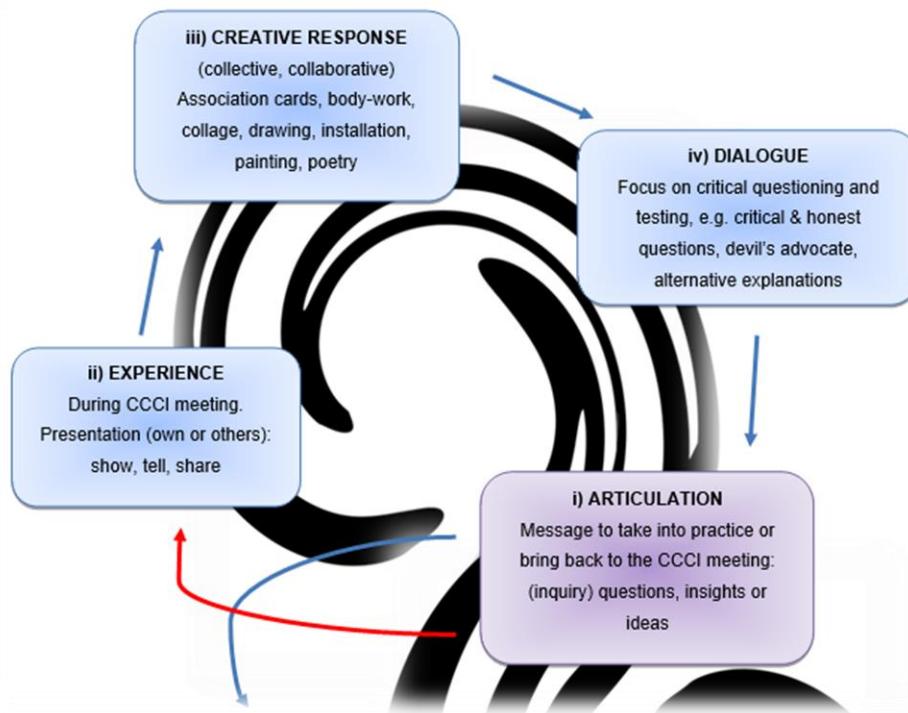 iii) CREATIVE RESPONSE
(collective, collaborative)
Association cards, body-work,
collage, drawing, installation,
painting, poetry
iv) DIALOGUE
Focus on critical questioning and
testing, e.g. critical & honest
questions, devil's advocate,
alternative explanations
ii) EXPERIENCE
During CCCI meeting.
Presentation (own or others):
show, tell, share
i) ARTICULATION
Message to take into practice or
bring back to the CCCI meeting:
(inquiry) questions, insights or
ideas